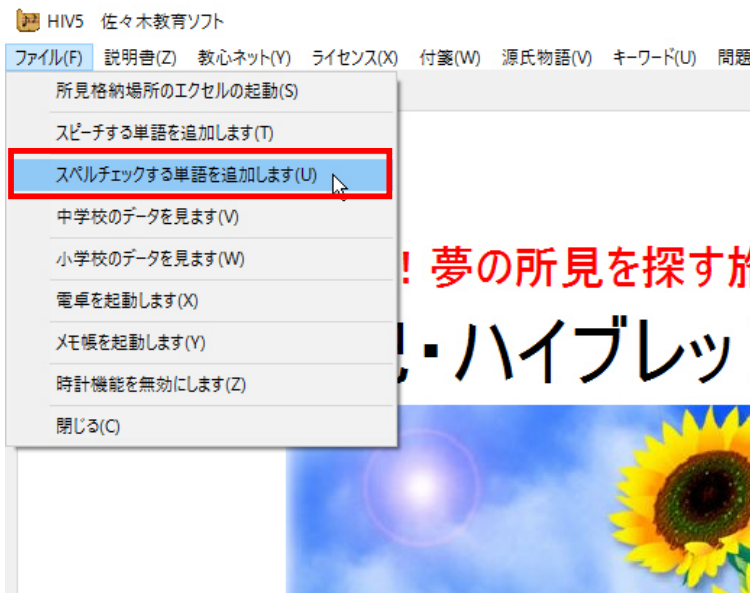 HIV5 佐々木教育ソフト
ファイル(F) 説明書(Z) 教心ネット(Y) ライセンス(X) 付箋(W) 源氏物語(V) キーワード(U) 問題
所見格納場所のエクセルの起動(S)
スピーチする単語を追加します(T)
スペルチェックする単語を追加します(U)
中学校のデータを見ます(V)
小学校のデータを見ます(W)
電卓を起動します(X)
メモ帳を起動します(Y)
時計機能を無効にします(Z)
閉じる(C)
！夢の所見を探す旅
・ハイブレッ